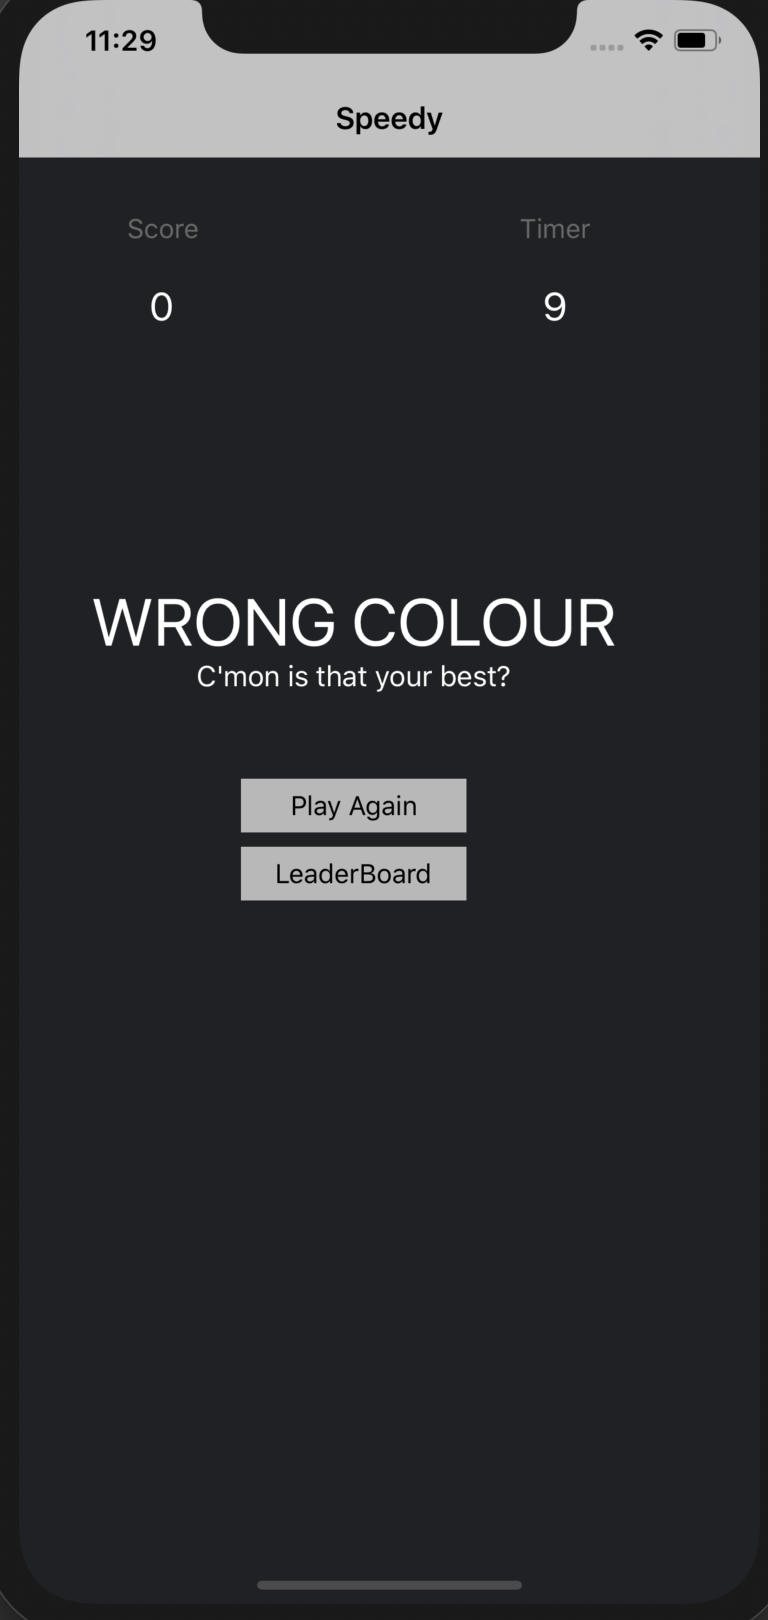 11:29
Speedy
Score Timer
0 9
WRONG COLOUR
C'mon is that your best?
Play Again
LeaderBoard